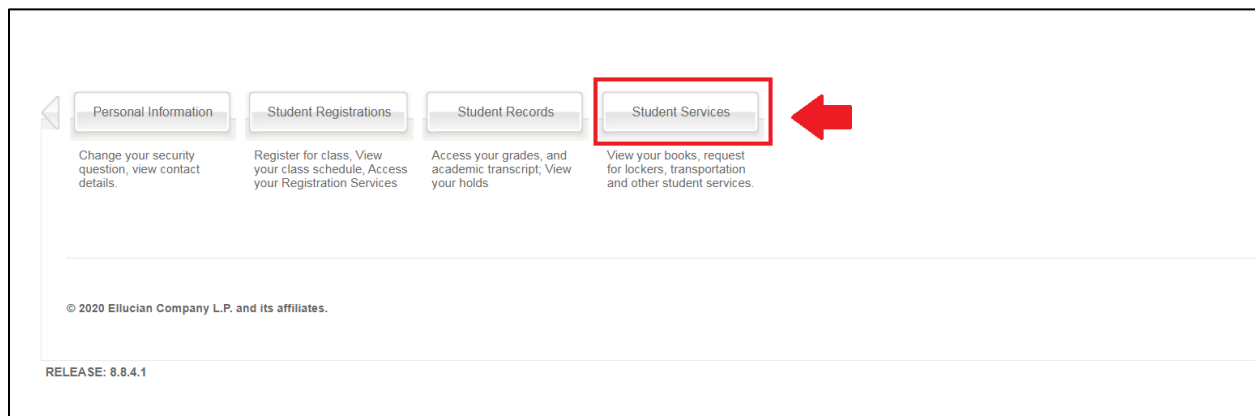 Personal Information
Student Registrations
Student Records
Student Services
Change your security
question, view contact
details.
Register for class, View
your class schedule, Access
your Registration Services
Access your grades, and
academic transcript; View
your holds
View your books, request
for lockers, transportation
and other student services.
© 2020 Ellucian Company L.P. and its affiliates.
RELEASE: 8.8.4.1